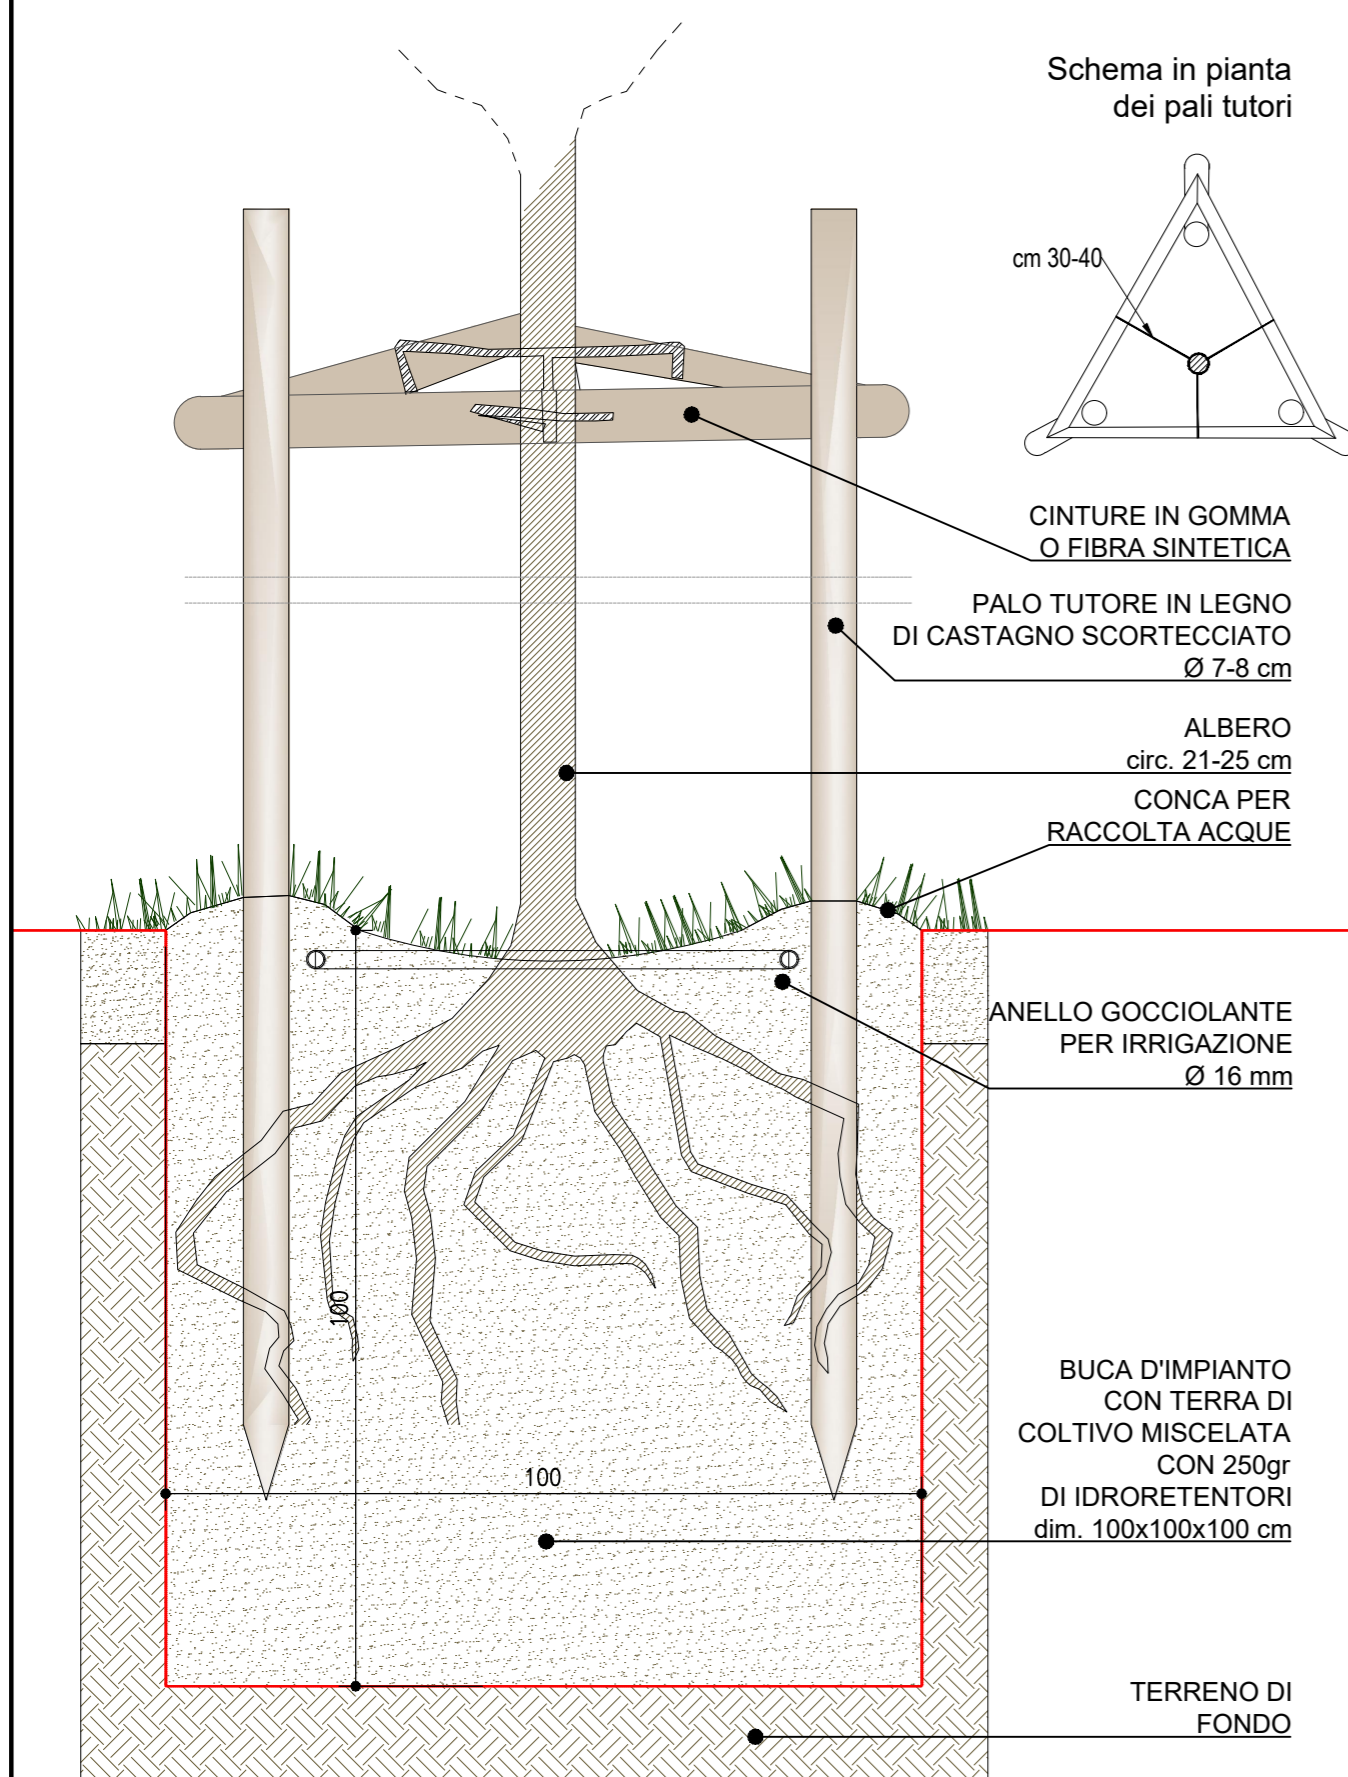 Schema in pianta
dei pali tutori
cm 30-40
CINTURE IN GOMMA
O FIBRA SINTETICA
PALO TUTORE IN LEGNO
DI CASTAGNO SCORTECCIATO
Ø 7-8 cm
ALBERO
circ. 21-25 cm
CONCA PER
RACCOLTA ACQUE
ANELLO GOCCIOLANTE
PER IRRIGAZIONE
Ø 16 mm
100
BUCA D'IMPIANTO
CON TERRA DI
COLTIVO MISCELATA
CON 250gr
DI IDRORETENTORI
dim. 100x100x100 cm
100
TERRENO DI
FONDO